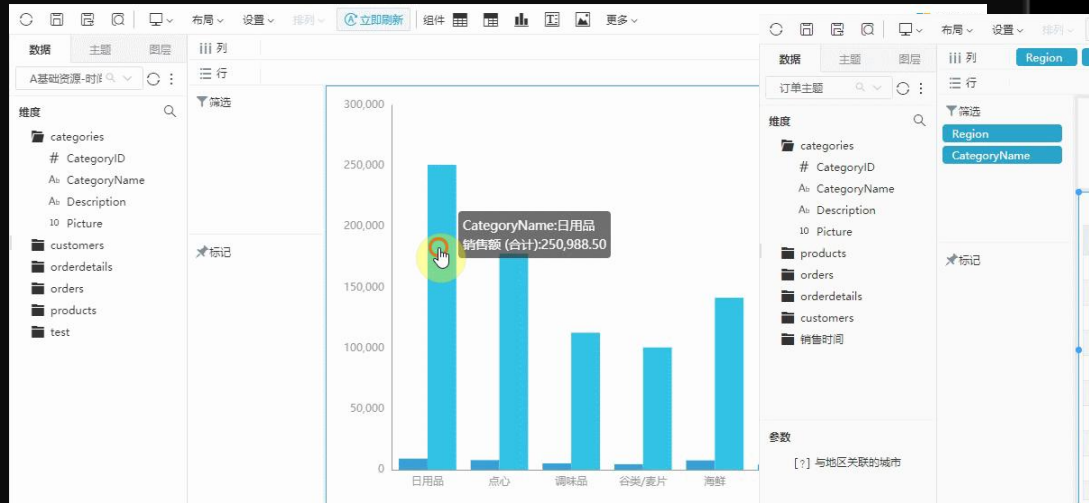 布局 设置 排列 立即刷新 组件 更多
数据 主题 图层
列
A基础资源-时
行
维度
筛选
categories
# CategoryID
Ab CategoryName
Ab Description
10 Picture
customers
orderdetails
orders
products
test
标记
300,000
250,000
200,000
150,000
100,000
50,000
0
CategoryName:日用品
销售额 (合计):250,988.50
日用品 点心 调味品 谷类/麦片 海鲜
布局 设置 排列
数据 主题 图层
列 Region
订单主题
行
维度
筛选
Region
CategoryName
categories
# CategoryID
Ab CategoryName
Ab Description
10 Picture
products
orders
orderdetails
customers
销售时间
标记
参数
[?] 与地区关联的城市